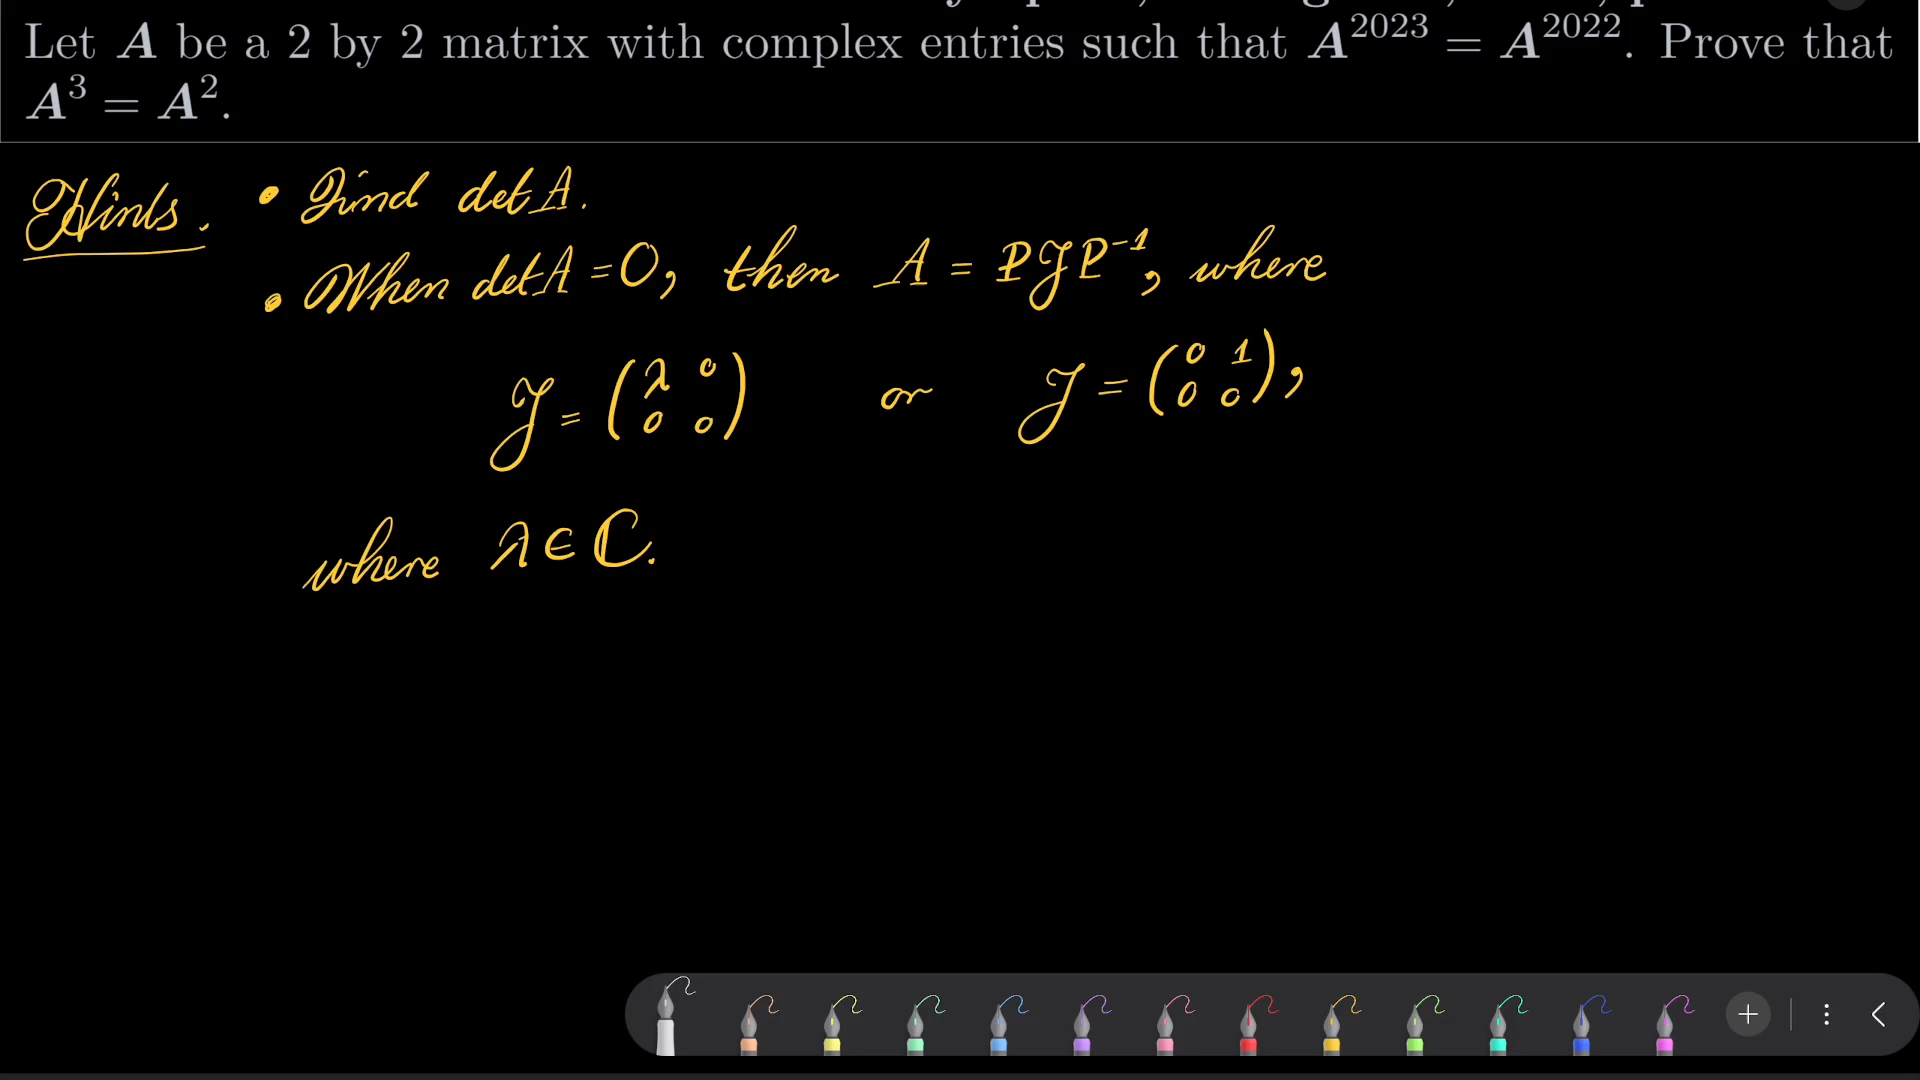 Let A be a 2 by 2 matrix with complex entries such that A^2023 = A^2022. Prove that
A^3 = A^2.
Hints.
• Find det A.
• When det A = 0, then A = PJP^-1, where
J = (λ 0 / 0 0) or J = (0 1 / 0 0),
where λ ∈ ℂ.